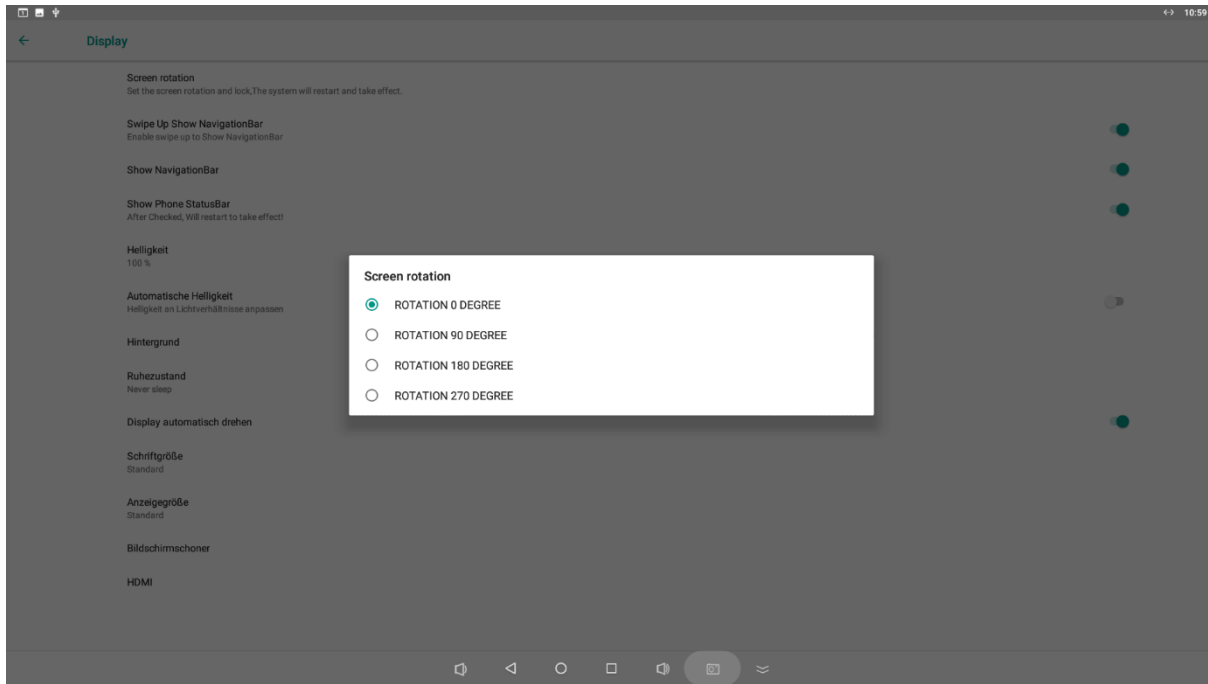 10:59
Display
Screen rotation
Set the screen rotation and lock,The system will restart and take effect.
Swipe Up Show NavigationBar
Enable swipe up to Show NavigationBar
Show NavigationBar
Show Phone StatusBar
After Checked, Will restart to take effect!
Helligkeit
100 %
Automatische Helligkeit
Helligkeit an Lichtverhältnisse anpassen
Hintergrund
Ruhezustand
Never sleep
Display automatisch drehen
Schriftgröße
Standard
Anzeigegröße
Standard
Bildschirmschoner
HDMI
Screen rotation
ROTATION 0 DEGREE
ROTATION 90 DEGREE
ROTATION 180 DEGREE
ROTATION 270 DEGREE